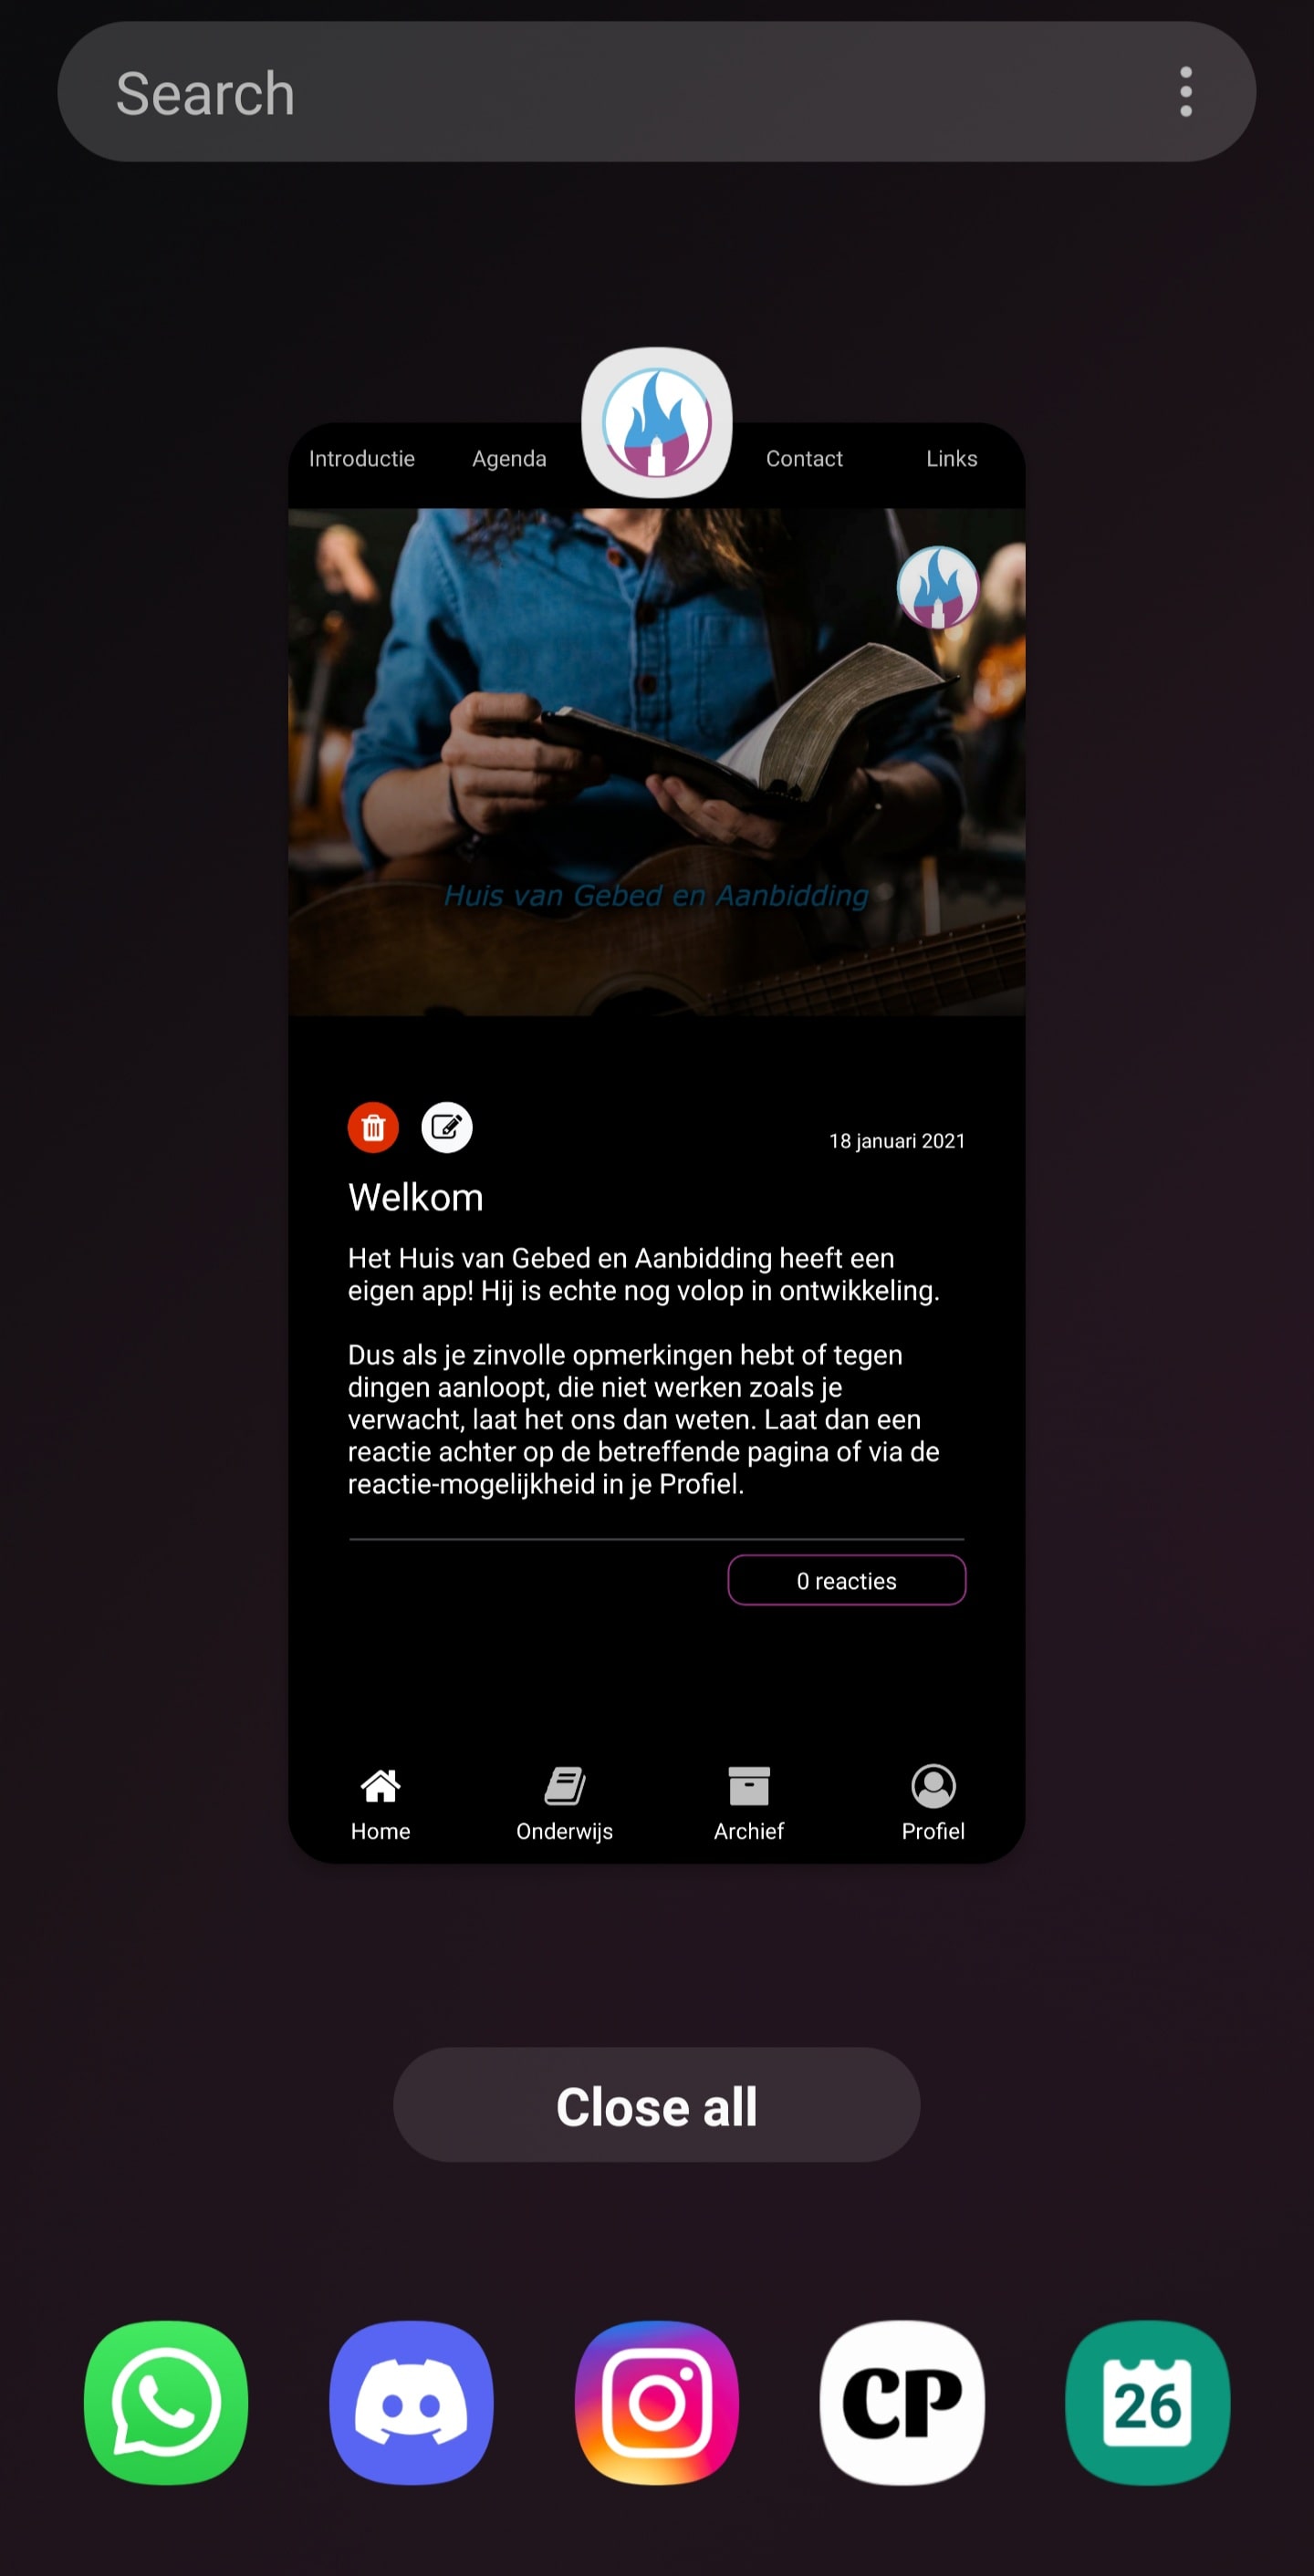 Search
Introductie
Agenda
Contact
Links
Huis van Gebed en Aanbidding
18 januari 2021
Welkom
Het Huis van Gebed en Aanbidding heeft een
eigen app! Hij is echte nog volop in ontwikkeling.
Dus als je zinvolle opmerkingen hebt of tegen
dingen aanloopt, die niet werken zoals je
verwacht, laat het ons dan weten. Laat dan een
reactie achter op de betreffende pagina of via de
reactie-mogelijkheid in je Profiel.
0 reacties
Home
Onderwijs
Archief
Profiel
Close all
CP
26